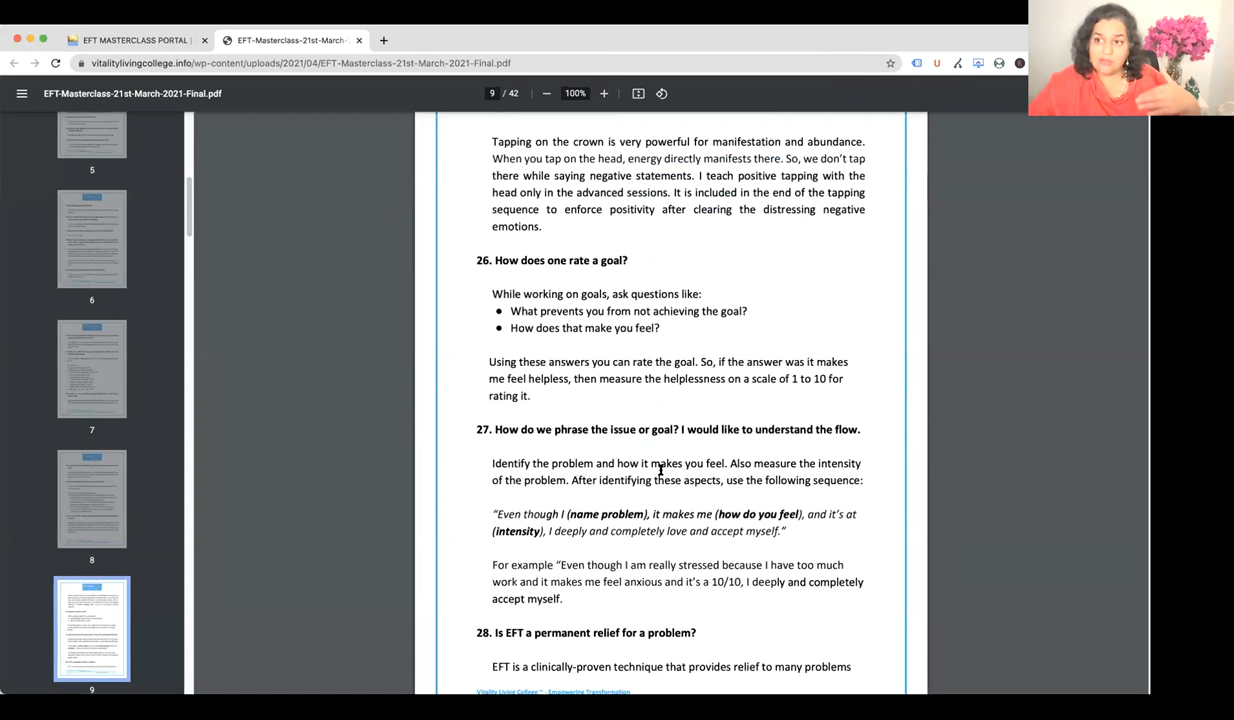 EFT MASTERCLASS PORTAL |
EFT-Masterclass-21st-March-202
vitalitylivingcollege.info/wp-content/uploads/2021/04/EFT-Masterclass-21st-March-2021-Final.pdf
EFT-Masterclass-21st-March-2021-Final.pdf
9 / 42
100%
5
6
7
8
9
Tapping on the crown is very powerful for manifestation and abundance.
When you tap on the head, energy directly manifests there. So, we don't tap
there while saying negative statements. I teach positive tapping with the
head only in the advanced sessions. It is included in the end of the tapping
sequence to enforce positivity after clearing the distressing negative
emotions.
26. How does one rate a goal?
While working on goals, ask questions like:
● What prevents you from not achieving the goal?
● How does that make you feel?
Using these answers you can rate the goal. So, if the answer was it makes
me feel helpless, then measure the helplessness on a scale of 1 to 10 for
rating it.
27. How do we phrase the issue or goal? I would like to understand the flow.
Identify the problem and how it makes you feel. Also measure the intensity
of the problem. After identifying these aspects, use the following sequence:
“Even though I (name problem), it makes me (how do you feel), and it's at
(intensity), I deeply and completely love and accept myself.”
For example “Even though I am really stressed because I have too much
work and it makes me feel anxious and it's a 10/10, I deeply and completely
accept myself.
28. Is EFT a permanent relief for a problem?
EFT is a clinically-proven technique that provides relief to many problems
Vitality Living College™ - Empowering Transformation